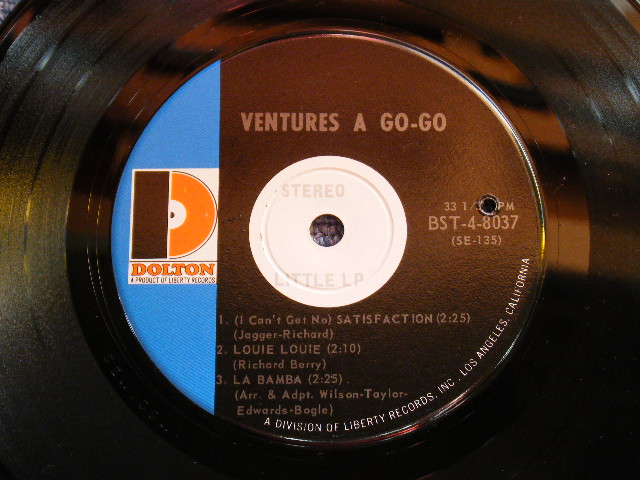 VENTURES A GO-GO
STEREO
33 1/ PM
BST-4-8037
(SE-135)
DOLTON
A PRODUCT OF LIBERTY RECORDS
LITTLE LP
1. (I Can't Get No) SATISFACTION (2:25)
(Jagger-Richard)
2. LOUIE LOUIE (2:10)
(Richard Berry)
3. LA BAMBA (2:25)
(Arr. & Adpt. Wilson-Taylor-
Edwards-Bogle)
A DIVISION OF LIBERTY RECORDS, INC., LOS ANGELES, CALIFORNIA